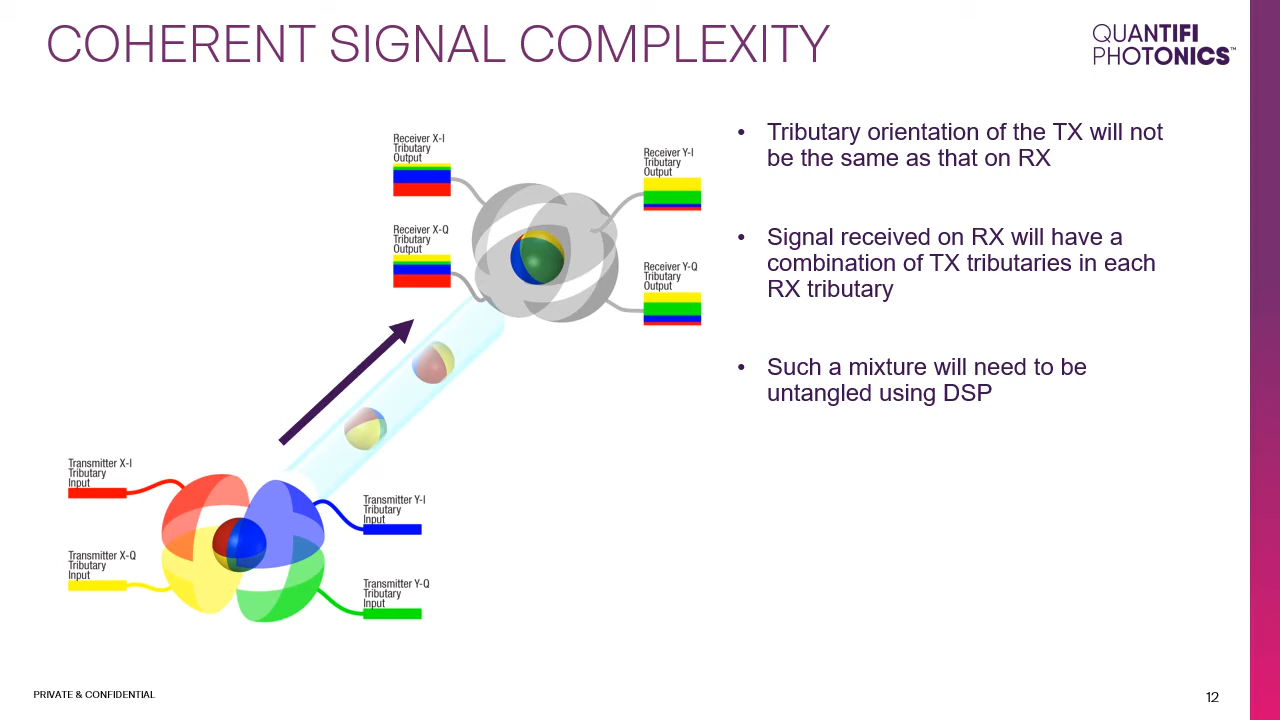 COHERENT SIGNAL COMPLEXITY
QUANTIFI
PHOTONICS™
Receiver X-I
Tributary
Output
Receiver Y-I
Tributary
Output
Receiver X-Q
Tributary
Output
Receiver Y-Q
Tributary
Output
Transmitter X-I
Tributary
Input
Transmitter Y-I
Tributary
Input
Transmitter X-Q
Tributary
Input
Transmitter Y-Q
Tributary
Input
• Tributary orientation of the TX will not
be the same as that on RX
• Signal received on RX will have a
combination of TX tributaries in each
RX tributary
• Such a mixture will need to be
untangled using DSP
PRIVATE & CONFIDENTIAL
12